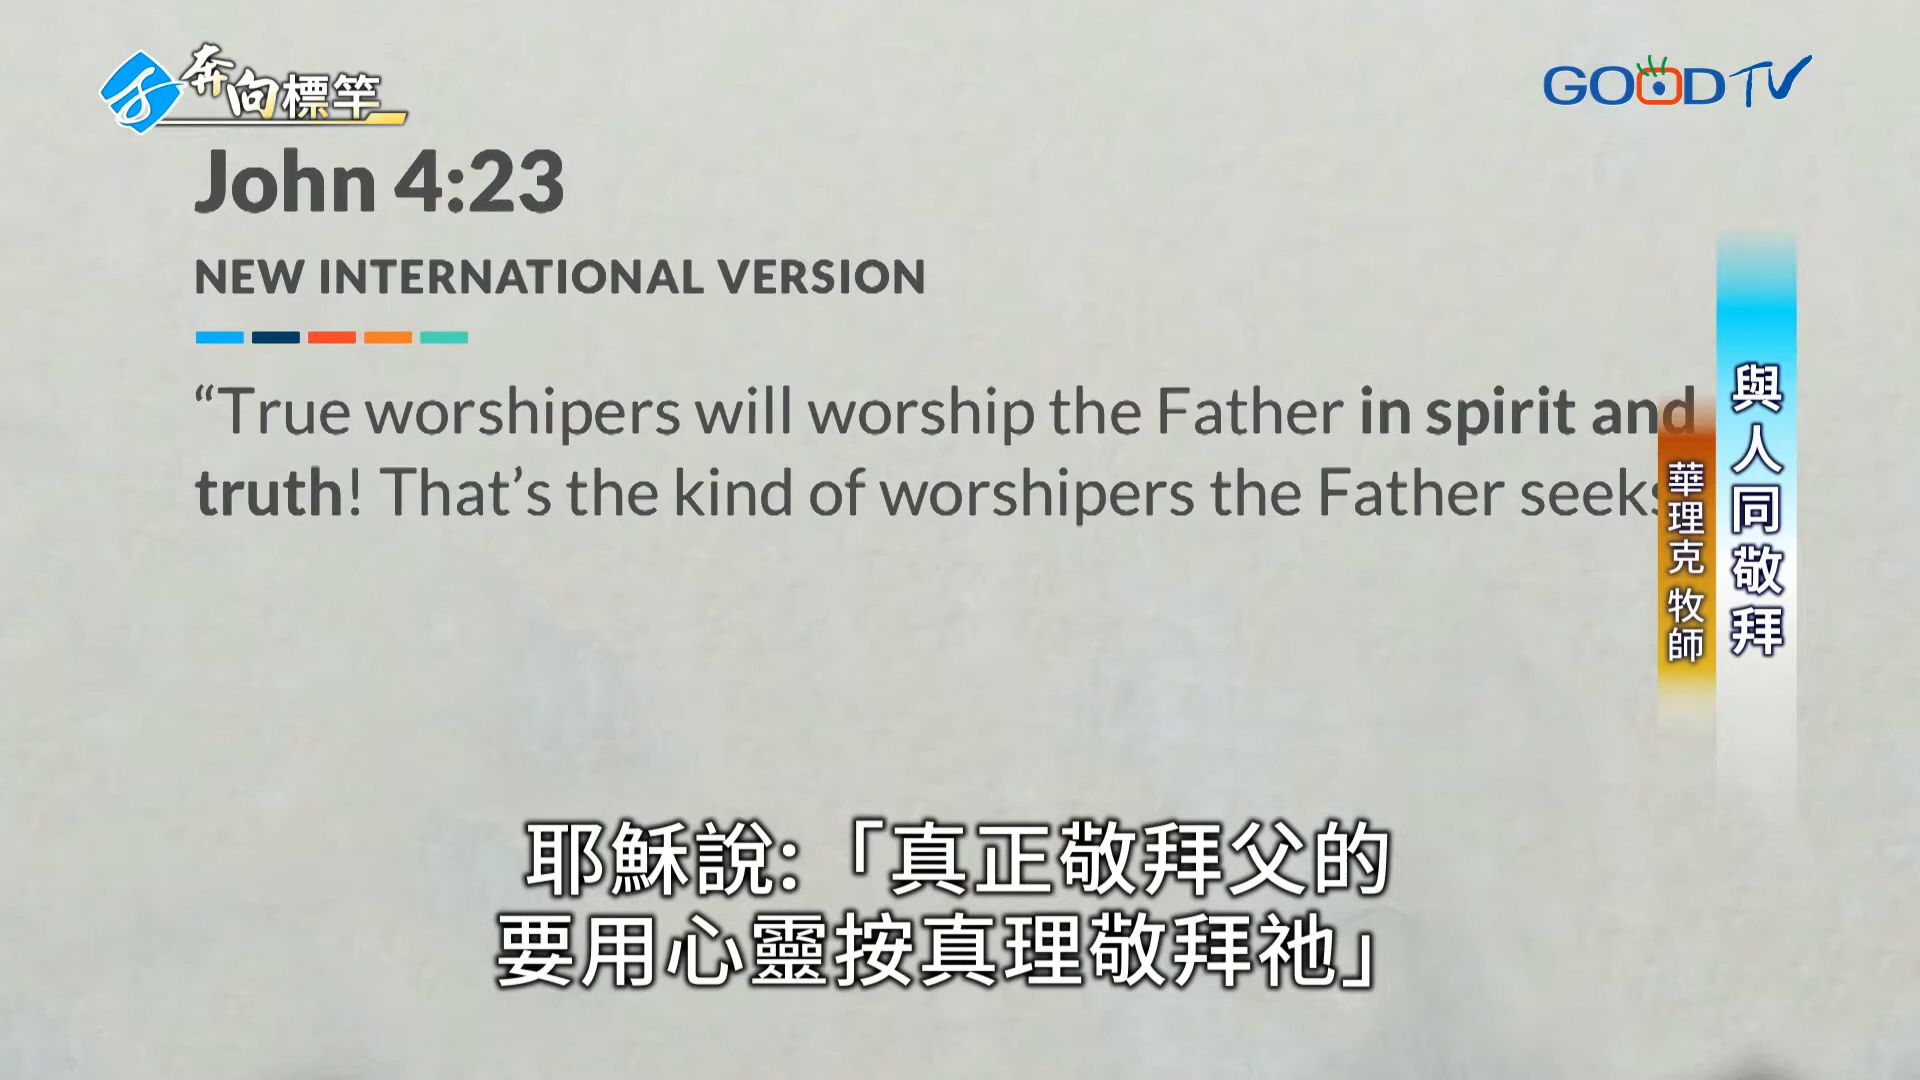 奔向標竿
GOOD TV
John 4:23
NEW INTERNATIONAL VERSION
“True worshipers will worship the Father in spirit and
truth! That’s the kind of worshipers the Father seeks
與人同敬拜
華理克 牧師
耶穌說:「真正敬拜父的
要用心靈按真理敬拜祂」